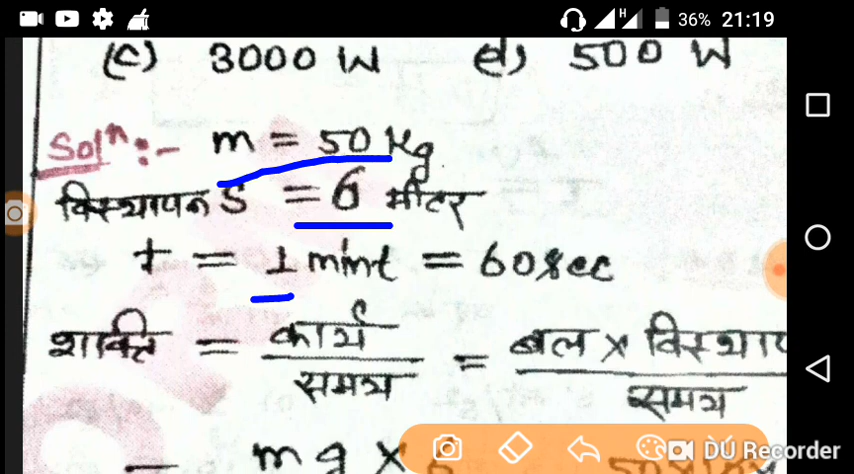 H 36% 21:19
(c) 3000 W (d) 500 W
Solⁿ:- m = 50 Kg
विस्थापन S = 6 मीटर
t = 1 mint = 60 sec
शक्ति = कार्य / समय = बल x विस्थाप / समय
= mg x
DU Recorder